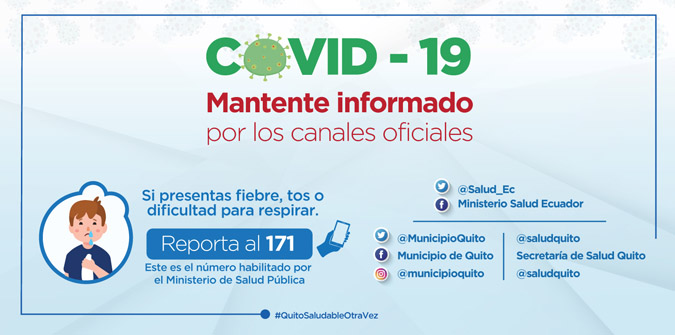 COVID - 19
Mantente informado
por los canales oficiales
Si presentas fiebre, tos o
dificultad para respirar.
Reporta al 171
Este es el número habilitado por
el Ministerio de Salud Pública
@Salud_Ec
Ministerio Salud Ecuador
@MunicipioQuito
Municipio de Quito
@municipioquito
@saludquito
Secretaría de Salud Quito
@saludquito
#QuitoSaludableOtraVez